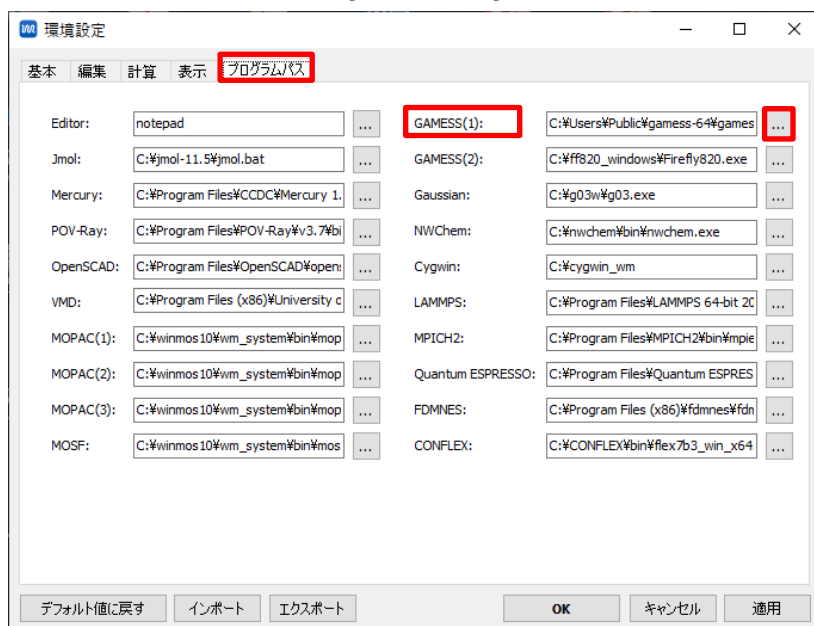 環境設定
基本 編集 計算 表示 プログラムパス
Editor: notepad ...
Jmol: C:¥jmol-11.5¥jmol.bat ...
Mercury: C:¥Program Files¥CCDC¥Mercury 1. ...
POV-Ray: C:¥Program Files¥POV-Ray¥v3.7¥bi ...
OpenSCAD: C:¥Program Files¥OpenSCAD¥open: ...
VMD: C:¥Program Files (x86)¥University c ...
MOPAC(1): C:¥winmos10¥wm_system¥bin¥mop ...
MOPAC(2): C:¥winmos10¥wm_system¥bin¥mop ...
MOPAC(3): C:¥winmos10¥wm_system¥bin¥mop ...
MOSF: C:¥winmos10¥wm_system¥bin¥mos ...
GAMESS(1): C:¥Users¥Public¥gamess-64¥games ...
GAMESS(2): C:¥ff820_windows¥Firefly820.exe ...
Gaussian: C:¥g03w¥g03.exe ...
NWChem: C:¥nwchem¥bin¥nwchem.exe ...
Cygwin: C:¥cygwin_wm ...
LAMMPS: C:¥Program Files¥LAMMPS 64-bit 20 ...
MPICH2: C:¥Program Files¥MPICH2¥bin¥mpie ...
Quantum ESPRESSO: C:¥Program Files¥Quantum ESPRES ...
FDMNES: C:¥Program Files (x86)¥fdmnes¥fdn ...
CONFLEX: C:¥CONFLEX¥bin¥flex7b3_win_x64 ...
デフォルト値に戻す インポート エクスポート OK キャンセル 適用